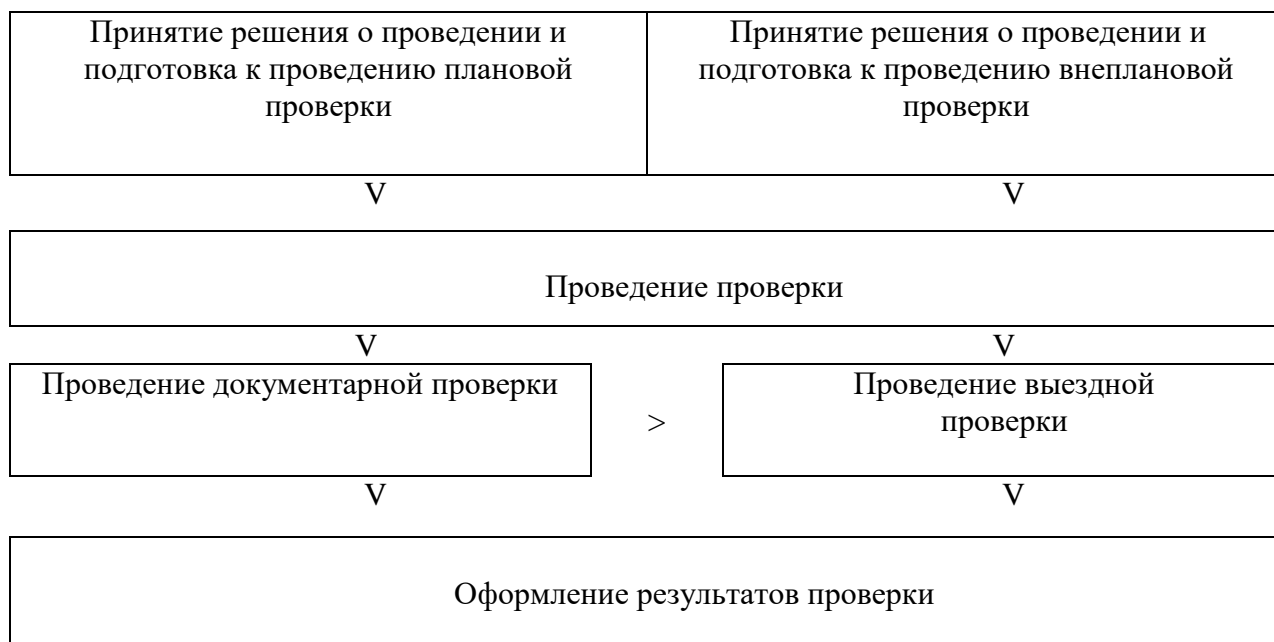 Принятие решения о проведении и
подготовка к проведению плановой
проверки
Принятие решения о проведении и
подготовка к проведению внеплановой
проверки
V
V
Проведение проверки
V
V
Проведение документарной проверки
>
Проведение выездной
проверки
V
V
Оформление результатов проверки